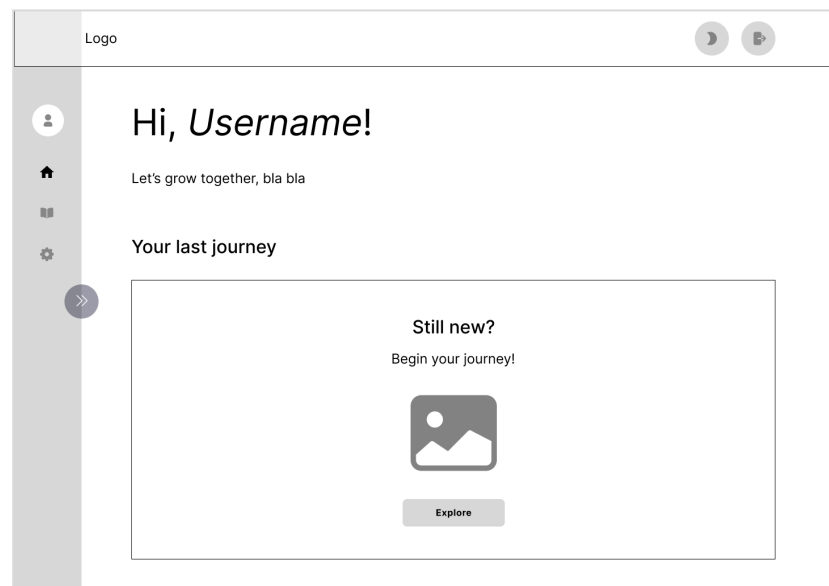 Logo
Hi, Username!
Let's grow together, bla bla
Your last journey
Still new?
Begin your journey!
Explore